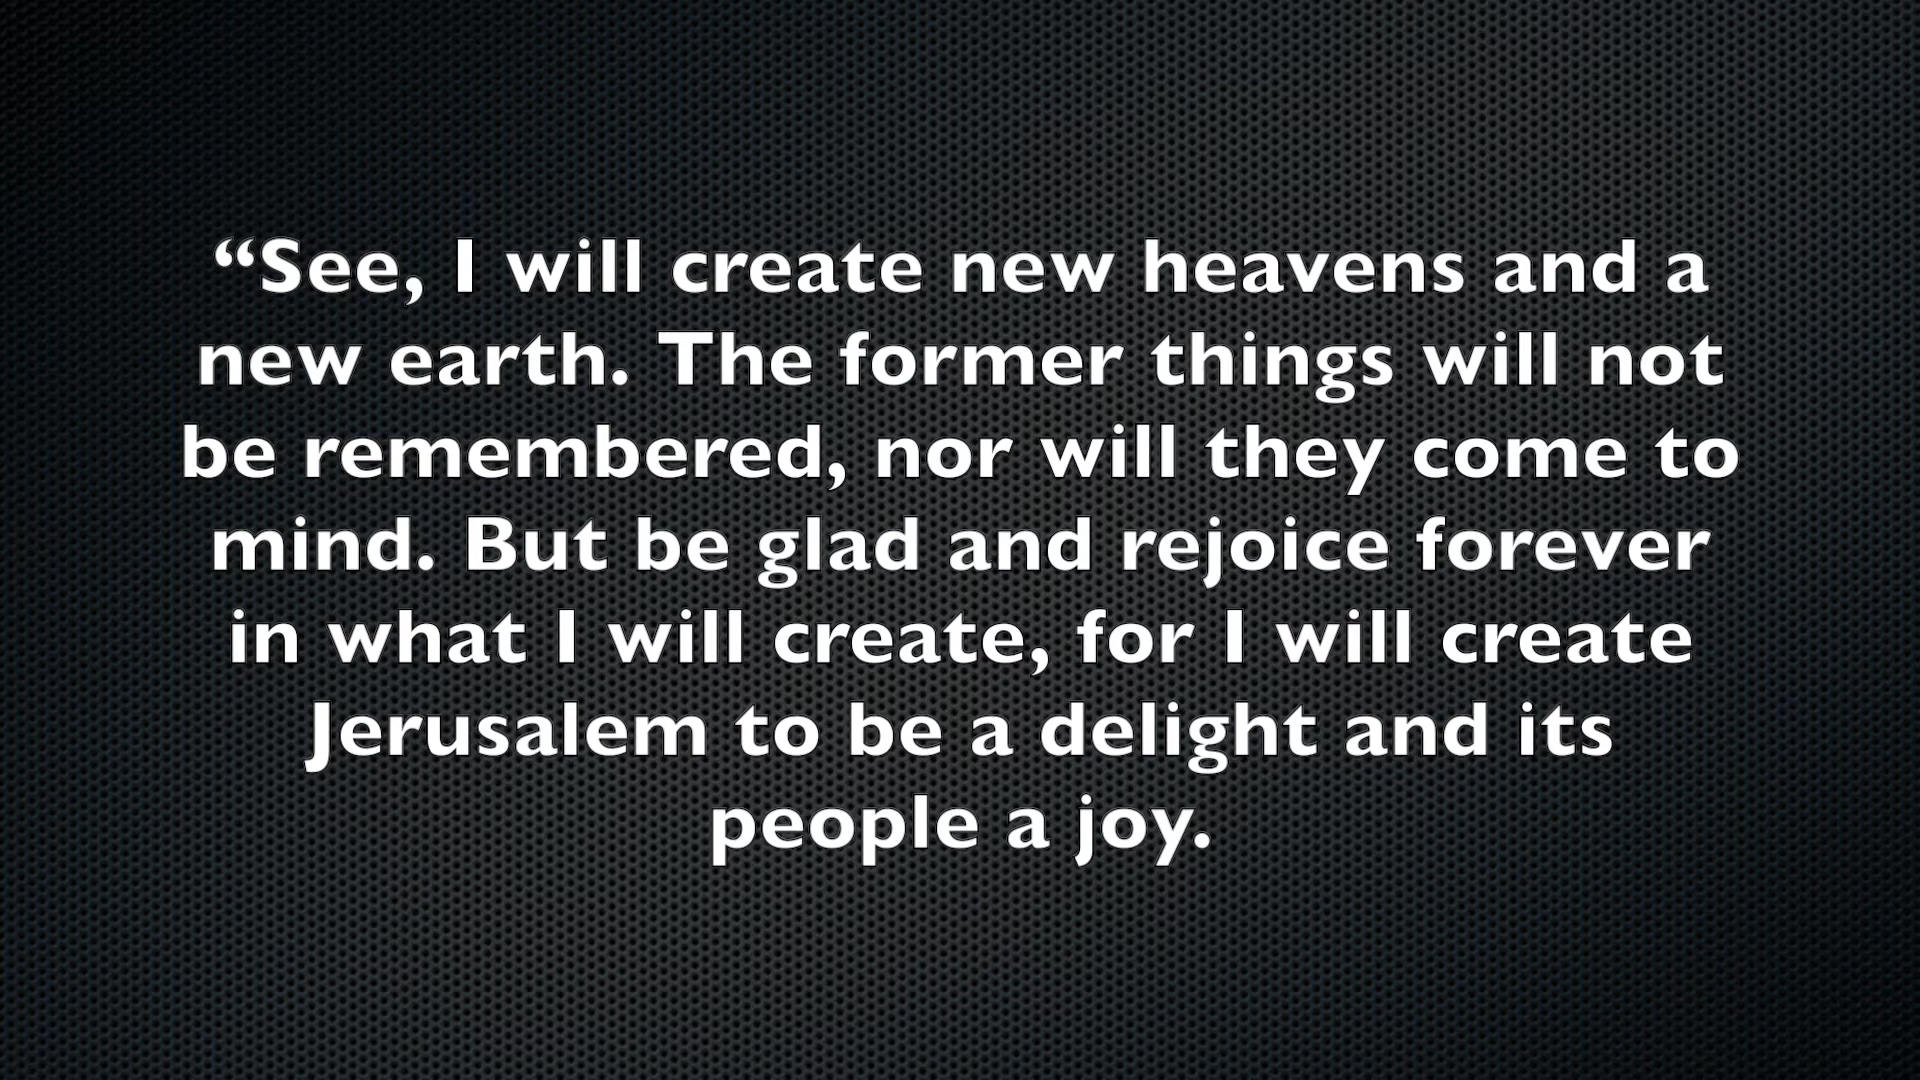 “See, I will create new heavens and a
new earth. The former things will not
be remembered, nor will they come to
mind. But be glad and rejoice forever
in what I will create, for I will create
Jerusalem to be a delight and its
people a joy.